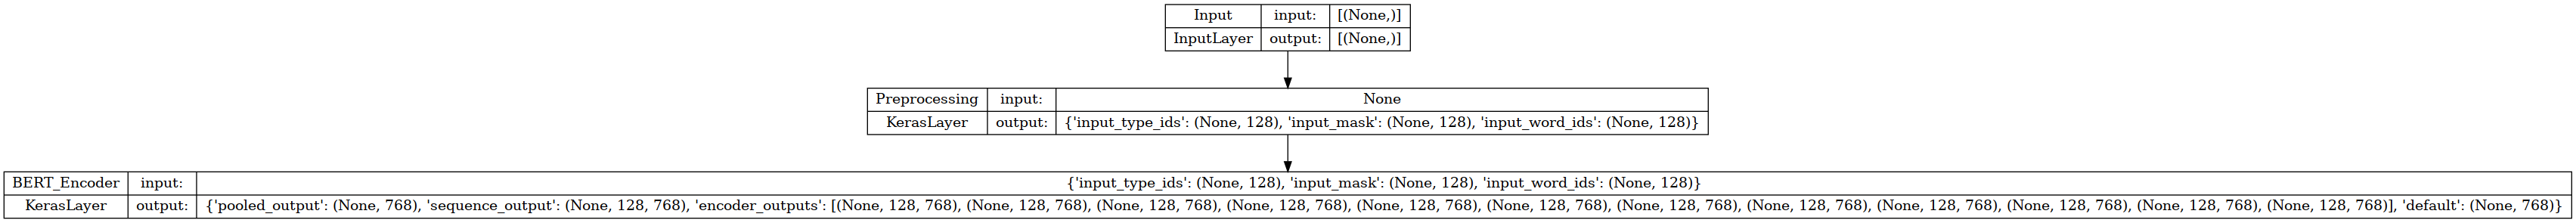 Input input: [(None,)]
InputLayer output: [(None,)]
Preprocessing input: None
KerasLayer output: {'input_type_ids': (None, 128), 'input_mask': (None, 128), 'input_word_ids': (None, 128)}
BERT_Encoder input: {'input_type_ids': (None, 128), 'input_mask': (None, 128), 'input_word_ids': (None, 128)}
KerasLayer output: {'pooled_output': (None, 768), 'sequence_output': (None, 128, 768), 'encoder_outputs': [(None, 128, 768), (None, 128, 768), (None, 128, 768), (None, 128, 768), (None, 128, 768), (None, 128, 768), (None, 128, 768), (None, 128, 768), (None, 128, 768), (None, 128, 768), (None, 128, 768), (None, 128, 768)], 'default': (None, 768)}